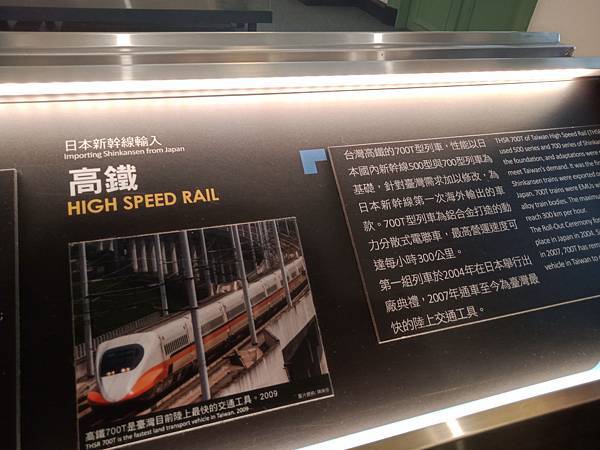 日本新幹線輸入
Importing Shinkansen from Japan
高鐵
HIGH SPEED RAIL
高鐵700T是臺灣目前陸上最快的交通工具。2009
THSR 700T is the fastest land transport vehicle in Taiwan. 2009
台灣高鐵的700T型列車，性能以日
本國內新幹線500型與700型列車為
基礎，針對臺灣需求加以修改，為
日本新幹線第一次海外輸出的車
款。700T型列車為鋁合金打造的動
力分散式電聯車，最高營運速度可
達每小時300公里。
第一組列車於2004年在日本舉行出
廠典禮，2007年通車至今為臺灣最
快的陸上交通工具。
THSR 700T of Taiwan High Speed Rail (THSR
used 500 series and 700 series of Shinkan
the foundation, and adaptations were
meet Taiwan's demand. It was the fir
Shinkansen trains were exported
Japan. 700T trains were EMUs w
alloy train bodies. The maximu
reach 300 km per hour.
The Roll-Out Ceremony for
place in Japan in 2004. Si
in 2007, 700T has rem
vehicle in Taiwan to